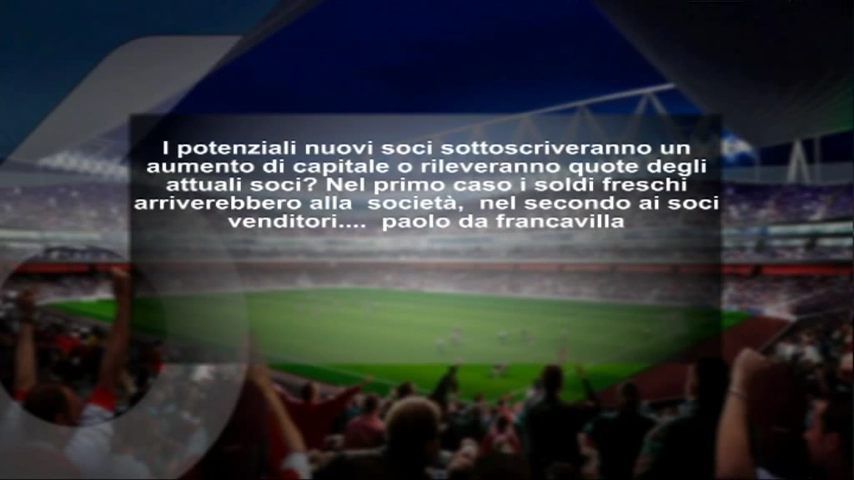 I potenziali nuovi soci sottoscriveranno un
aumento di capitale o rileveranno quote degli
attuali soci? Nel primo caso i soldi freschi
arriverebbero alla  società,  nel secondo ai soci
venditori....  paolo da francavilla